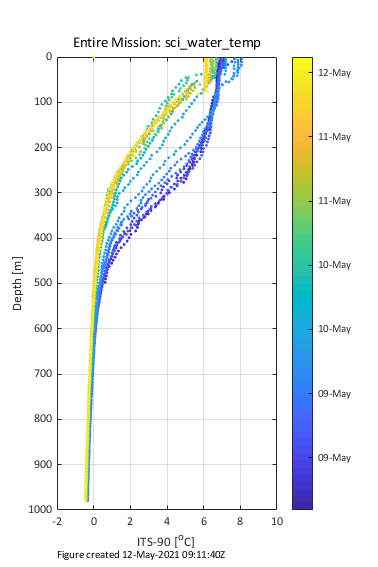 Entire Mission: sci_water_temp
0
100
200
300
400
500
600
700
800
900
1000
Depth [m]
-2 0 2 4 6 8 10
ITS-90 [°C]
12-May
11-May
11-May
10-May
10-May
09-May
09-May
Figure created 12-May-2021 09:11:40Z